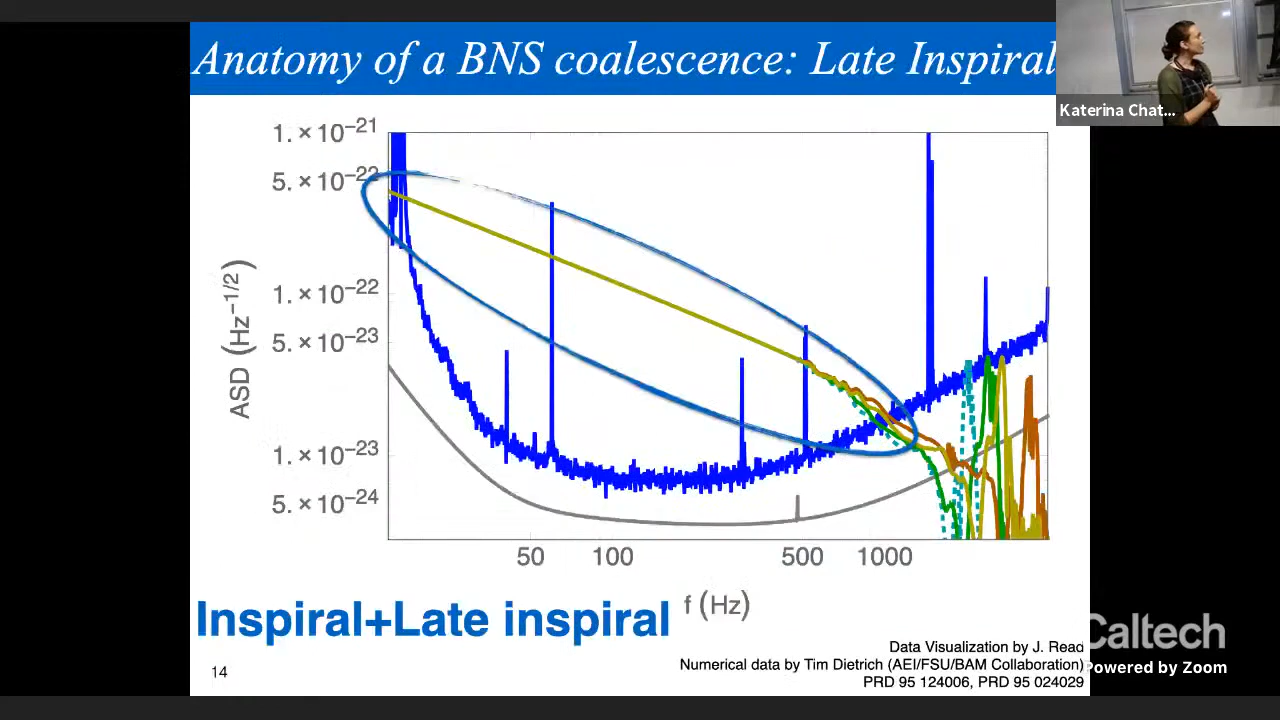 Anatomy of a BNS coalescence: Late Inspiral
Katerina Chat...
1. × 10−21
5. × 10−22
1. × 10−22
5. × 10−23
1. × 10−23
5. × 10−24
ASD (Hz−1/2)
50 100 500 1000
f (Hz)
Inspiral+Late inspiral
Data Visualization by J. Read
Numerical data by Tim Dietrich (AEI/FSU/BAM Collaboration)
PRD 95 124006, PRD 95 024029
14
Caltech
Powered by Zoom